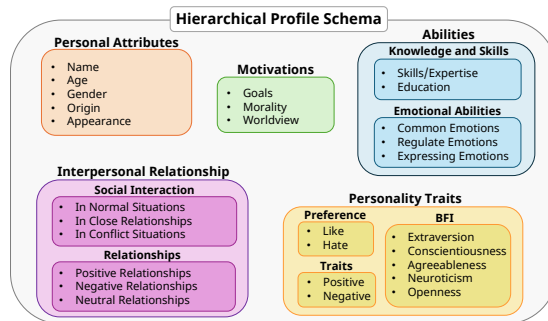 Hierarchical Profile Schema
Personal Attributes
• Name
• Age
• Gender
• Origin
• Appearance
Motivations
• Goals
• Morality
• Worldview
Abilities
Knowledge and Skills
• Skills/Expertise
• Education
Emotional Abilities
• Common Emotions
• Regulate Emotions
• Expressing Emotions
Interpersonal Relationship
Social Interaction
• In Normal Situations
• In Close Relationships
• In Conflict Situations
Relationships
• Positive Relationships
• Negative Relationships
• Neutral Relationships
Personality Traits
Preference
• Like
• Hate
Traits
• Positive
• Negative
BFI
• Extraversion
• Conscientiousness
• Agreeableness
• Neuroticism
• Openness